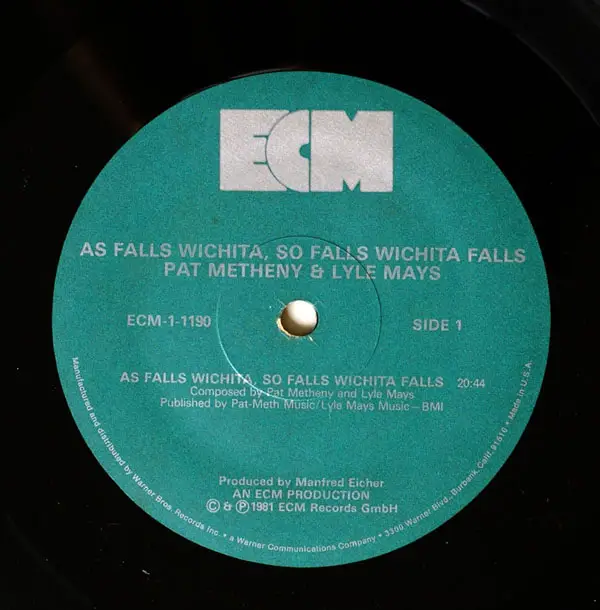 ECM
AS FALLS WICHITA, SO FALLS WICHITA FALLS
PAT METHENY & LYLE MAYS
ECM-1-1190
SIDE 1
AS FALLS WICHITA, SO FALLS WICHITA FALLS 20:44
Composed by Pat Metheny and Lyle Mays
Published by Pat-Meth Music/Lyle Mays Music—BMI
Produced by Manfred Eicher
AN ECM PRODUCTION
© & ℗ 1981 ECM Records GmbH
Manufactured and distributed by Warner Bros. Records Inc. • a Warner Communications Company • 3300 Warner Blvd., Burbank, Calif. 91510 • Made in U.S.A.